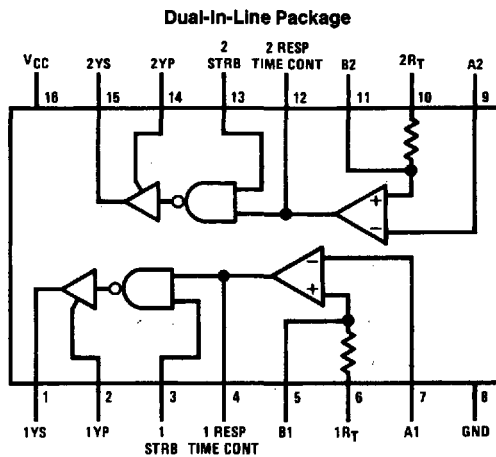 Dual-In-Line Package
2 2 RESP
VCC 2YS 2YP STRB TIME CONT B2 2RT A2
16 15 14 13 12 11 10 9
+
−
−
+
1 2 3 4 5 6 7 8
1YS 1YP 1 1 RESP B1 1RT A1 GND
STRB TIME CONT